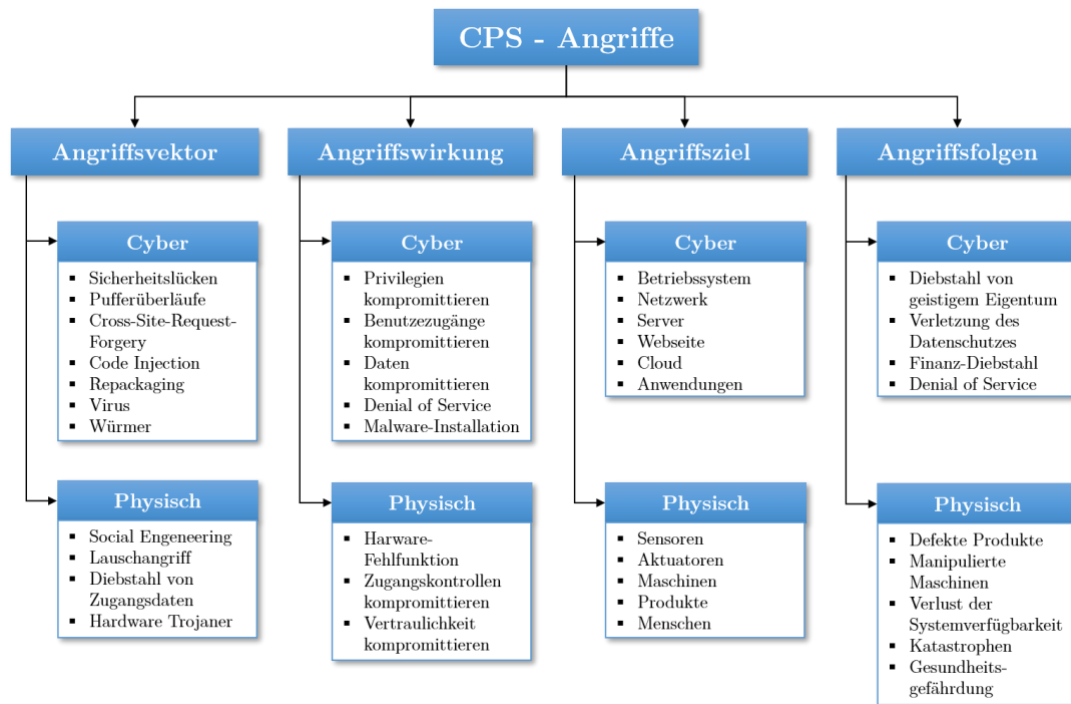 CPS - Angriffe
Angriffsvektor
Cyber
▪ Sicherheitslücken
▪ Pufferüberläufe
▪ Cross-Site-Request-
Forgery
▪ Code Injection
▪ Repackaging
▪ Virus
▪ Würmer
Physisch
▪ Social Engeneering
▪ Lauschangriff
▪ Diebstahl von
Zugangsdaten
▪ Hardware Trojaner
Angriffswirkung
Cyber
▪ Privilegien
kompromittieren
▪ Benutzezugänge
kompromittieren
▪ Daten
kompromittieren
▪ Denial of Service
▪ Malware-Installation
Physisch
▪ Harware-
Fehlfunktion
▪ Zugangskontrollen
kompromittieren
▪ Vertraulichkeit
kompromittieren
Angriffsziel
Cyber
▪ Betriebssystem
▪ Netzwerk
▪ Server
▪ Webseite
▪ Cloud
▪ Anwendungen
Physisch
▪ Sensoren
▪ Aktuatoren
▪ Maschinen
▪ Produkte
▪ Menschen
Angriffsfolgen
Cyber
▪ Diebstahl von
geistigem Eigentum
▪ Verletzung des
Datenschutzes
▪ Finanz-Diebstahl
▪ Denial of Service
Physisch
▪ Defekte Produkte
▪ Manipulierte
Maschinen
▪ Verlust der
Systemverfügbarkeit
▪ Katastrophen
▪ Gesundheits-
gefährdung